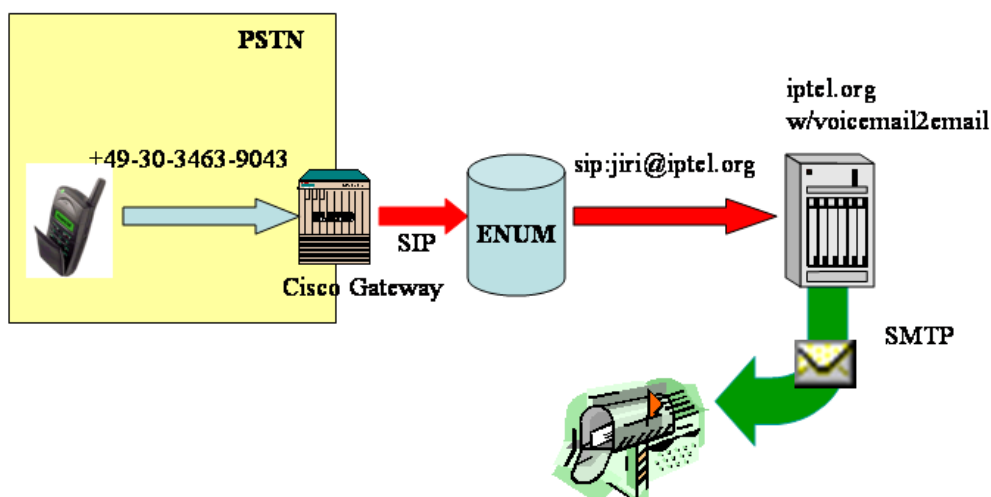 PSTN
iptel.org
w/voicemail2email
+49-30-3463-9043
sip:jiri@iptel.org
SIP
ENUM
Cisco Gateway
SMTP